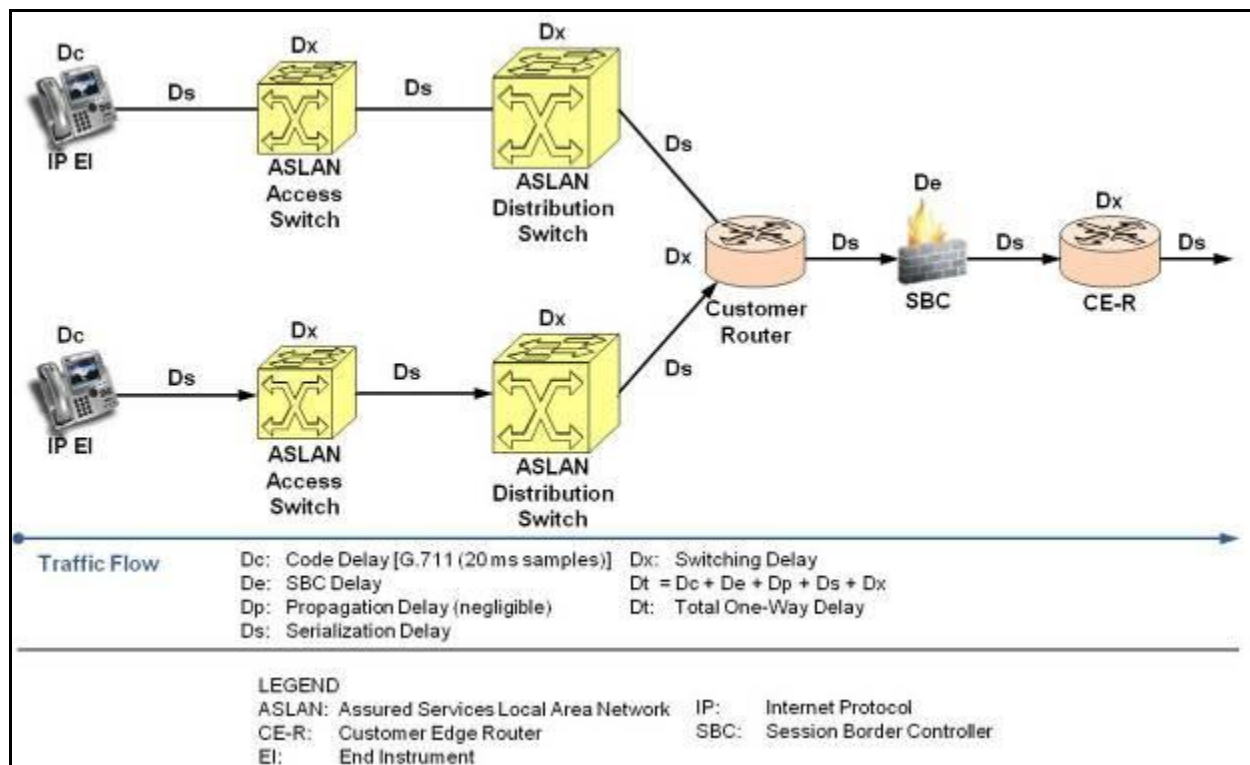 Dc
Dx
Dx
Ds
Ds
IP EI
ASLAN
Access
Switch
ASLAN
Distribution
Switch
Ds
De
Dx
Dx
Ds
Ds
Ds
Customer
Router
SBC
CE-R
Dc
Dx
Dx
Ds
Ds
Ds
IP EI
ASLAN
Access
Switch
ASLAN
Distribution
Switch
Traffic Flow
Dc: Code Delay [G.711 (20 ms samples)] Dx: Switching Delay
De: SBC Delay Dt = Dc + De + Dp + Ds + Dx
Dp: Propagation Delay (negligible) Dt: Total One-Way Delay
Ds: Serialization Delay
LEGEND
ASLAN: Assured Services Local Area Network IP: Internet Protocol
CE-R: Customer Edge Router SBC: Session Border Controller
EI: End Instrument